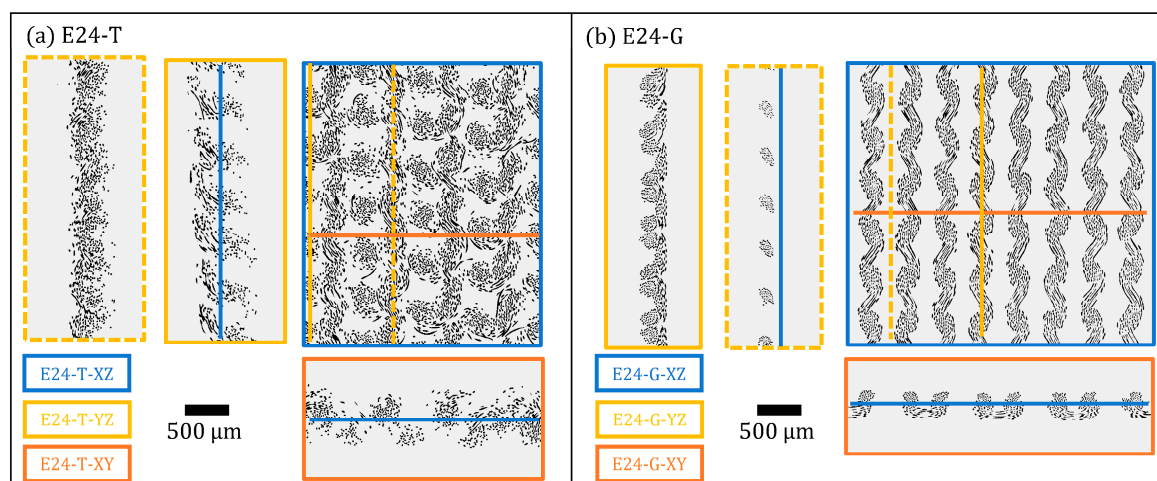 (a) E24-T
E24-T-XZ
E24-T-YZ
E24-T-XY
500 µm
(b) E24-G
E24-G-XZ
E24-G-YZ
E24-G-XY
500 µm